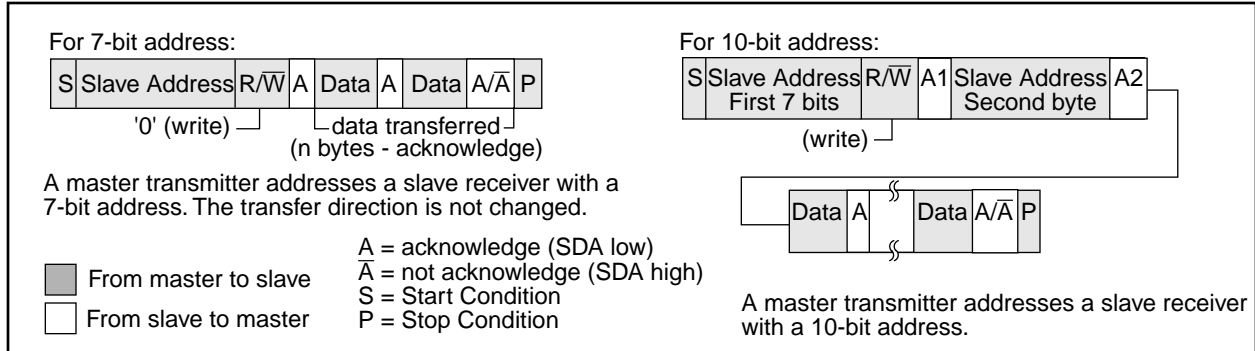 For 7-bit address:
S Slave Address R/W̅ A Data A Data A/A̅ P
'0' (write)
data transferred
(n bytes - acknowledge)
A master transmitter addresses a slave receiver with a
7-bit address. The transfer direction is not changed.
From master to slave
From slave to master
A = acknowledge (SDA low)
A̅ = not acknowledge (SDA high)
S = Start Condition
P = Stop Condition
For 10-bit address:
S Slave Address First 7 bits R/W̅ A1 Slave Address Second byte A2
(write)
Data A Data A/A̅ P
A master transmitter addresses a slave receiver
with a 10-bit address.